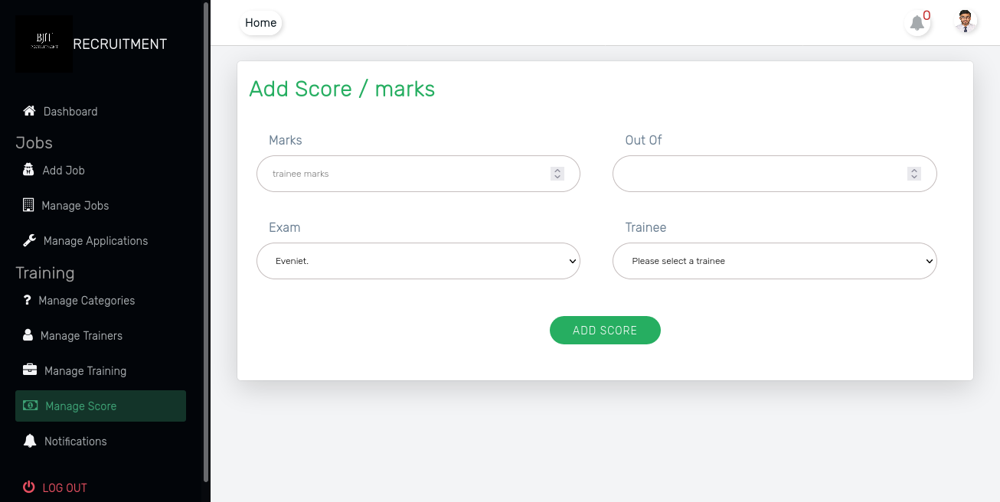 BJIT
RECRUITMENT
RECRUITMENT
Dashboard
Jobs
Add Job
Manage Jobs
Manage Applications
Training
Manage Categories
Manage Trainers
Manage Training
Manage Score
Notifications
LOG OUT
Home
0
Add Score / marks
Marks
Out Of
trainee marks
Exam
Trainee
Eveniet.
Please select a trainee
ADD SCORE